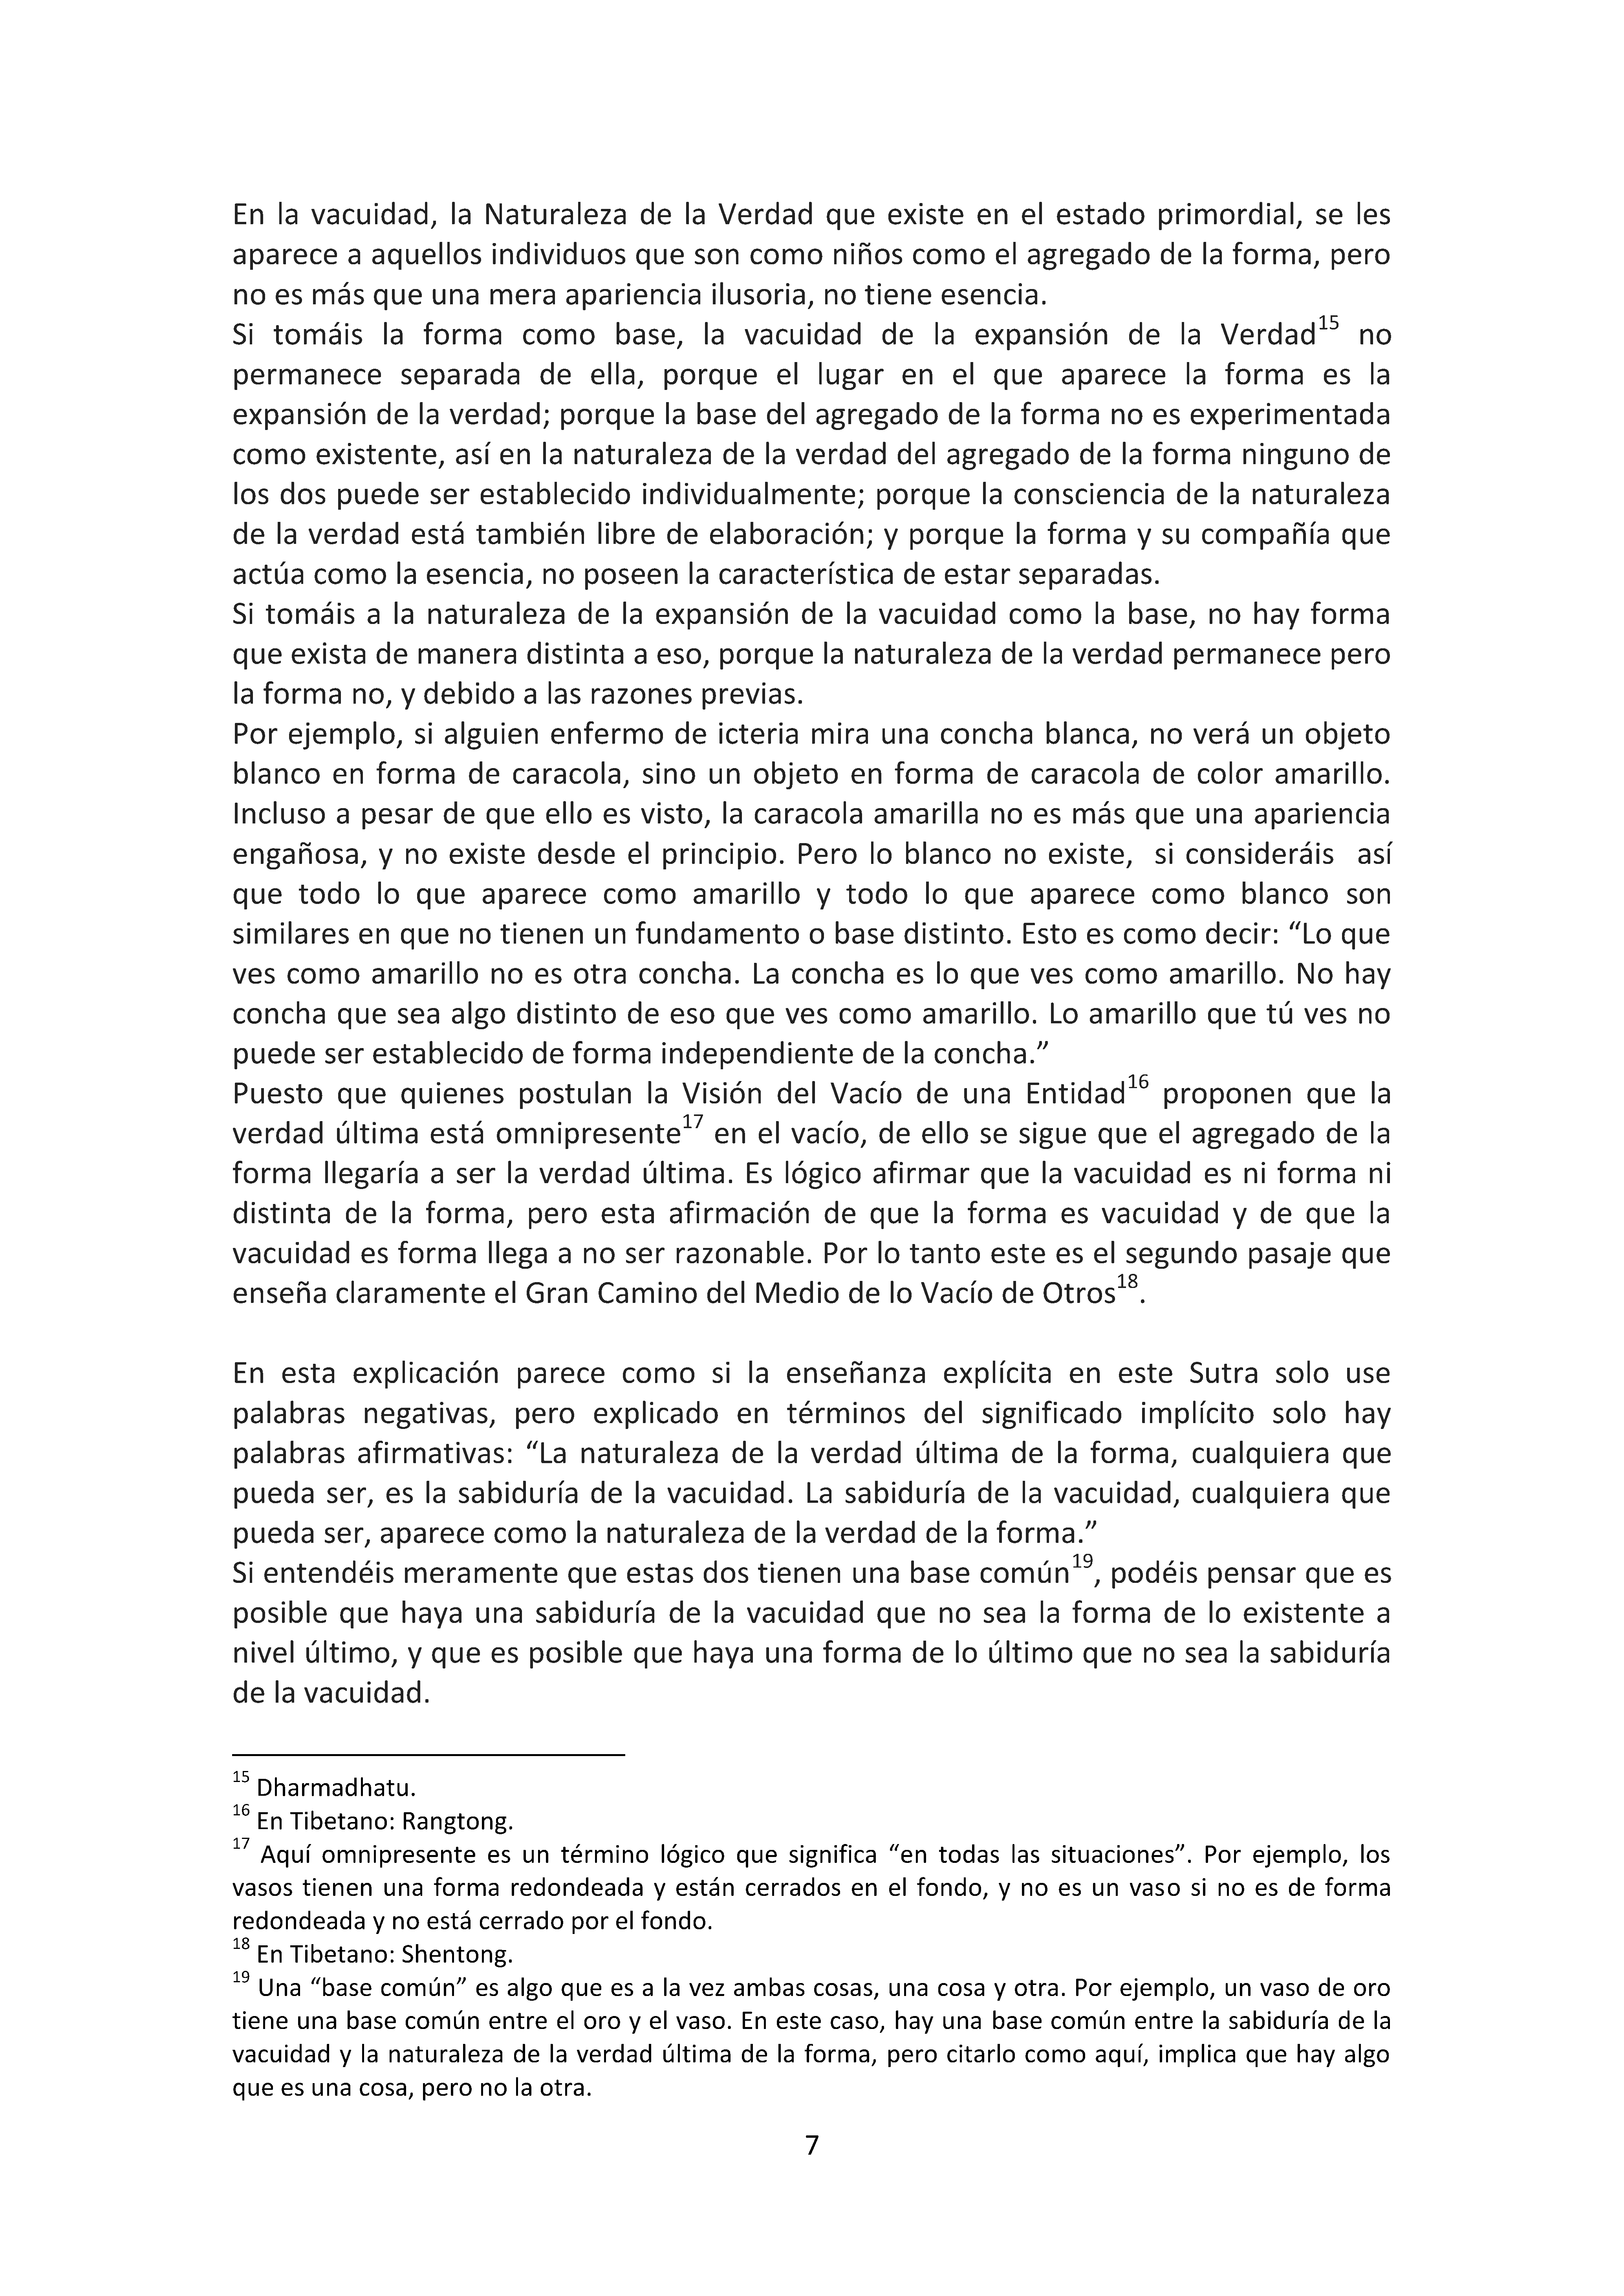 En la vacuidad, la Naturaleza de la Verdad que existe en el estado primordial, se les
aparece a aquellos individuos que son como niños como el agregado de la forma, pero
no es más que una mera apariencia ilusoria, no tiene esencia.
Si tomáis la forma como base, la vacuidad de la expansión de la Verdad15 no
permanece separada de ella, porque el lugar en el que aparece la forma es la
expansión de la verdad; porque la base del agregado de la forma no es experimentada
como existente, así en la naturaleza de la verdad del agregado de la forma ninguno de
los dos puede ser establecido individualmente; porque la consciencia de la naturaleza
de la verdad está también libre de elaboración; y porque la forma y su compañía que
actúa como la esencia, no poseen la característica de estar separadas.
Si tomáis a la naturaleza de la expansión de la vacuidad como la base, no hay forma
que exista de manera distinta a eso, porque la naturaleza de la verdad permanece pero
la forma no, y debido a las razones previas.
Por ejemplo, si alguien enfermo de icteria mira una concha blanca, no verá un objeto
blanco en forma de caracola, sino un objeto en forma de caracola de color amarillo.
Incluso a pesar de que ello es visto, la caracola amarilla no es más que una apariencia
engañosa, y no existe desde el principio. Pero lo blanco no existe, si consideráis así
que todo lo que aparece como amarillo y todo lo que aparece como blanco son
similares en que no tienen un fundamento o base distinto. Esto es como decir: “Lo que
ves como amarillo no es otra concha. La concha es lo que ves como amarillo. No hay
concha que sea algo distinto de eso que ves como amarillo. Lo amarillo que tú ves no
puede ser establecido de forma independiente de la concha.”
Puesto que quienes postulan la Visión del Vacío de una Entidad16 proponen que la
verdad última está omnipresente17 en el vacío, de ello se sigue que el agregado de la
forma llegaría a ser la verdad última. Es lógico afirmar que la vacuidad es ni forma ni
distinta de la forma, pero esta afirmación de que la forma es vacuidad y de que la
vacuidad es forma llega a no ser razonable. Por lo tanto este es el segundo pasaje que
enseña claramente el Gran Camino del Medio de lo Vacío de Otros18.
En esta explicación parece como si la enseñanza explícita en este Sutra solo use
palabras negativas, pero explicado en términos del significado implícito solo hay
palabras afirmativas: “La naturaleza de la verdad última de la forma, cualquiera que
pueda ser, es la sabiduría de la vacuidad. La sabiduría de la vacuidad, cualquiera que
pueda ser, aparece como la naturaleza de la verdad de la forma.”
Si entendéis meramente que estas dos tienen una base común19, podéis pensar que es
posible que haya una sabiduría de la vacuidad que no sea la forma de lo existente a
nivel último, y que es posible que haya una forma de lo último que no sea la sabiduría
de la vacuidad.
15 Dharmadhatu.
16 En Tibetano: Rangtong.
17 Aquí omnipresente es un término lógico que significa “en todas las situaciones”. Por ejemplo, los
vasos tienen una forma redondeada y están cerrados en el fondo, y no es un vaso si no es de forma
redondeada y no está cerrado por el fondo.
18 En Tibetano: Shentong.
19 Una “base común” es algo que es a la vez ambas cosas, una cosa y otra. Por ejemplo, un vaso de oro
tiene una base común entre el oro y el vaso. En este caso, hay una base común entre la sabiduría de la
vacuidad y la naturaleza de la verdad última de la forma, pero citarlo como aquí, implica que hay algo
que es una cosa, pero no la otra.
7